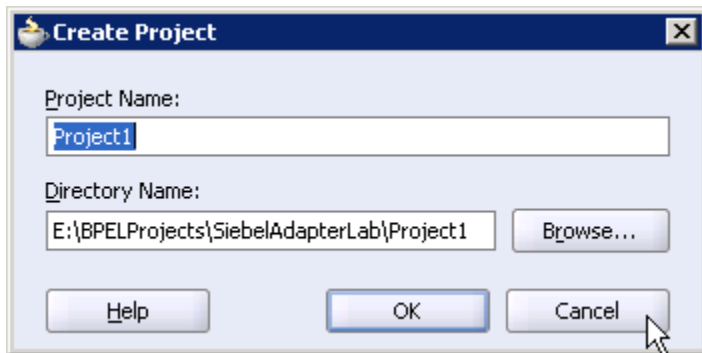 Create Project
Project Name:
Project1
Directory Name:
E:\BPELProjects\SiebelAdapterLab\Project1
Browse...
Help
OK
Cancel